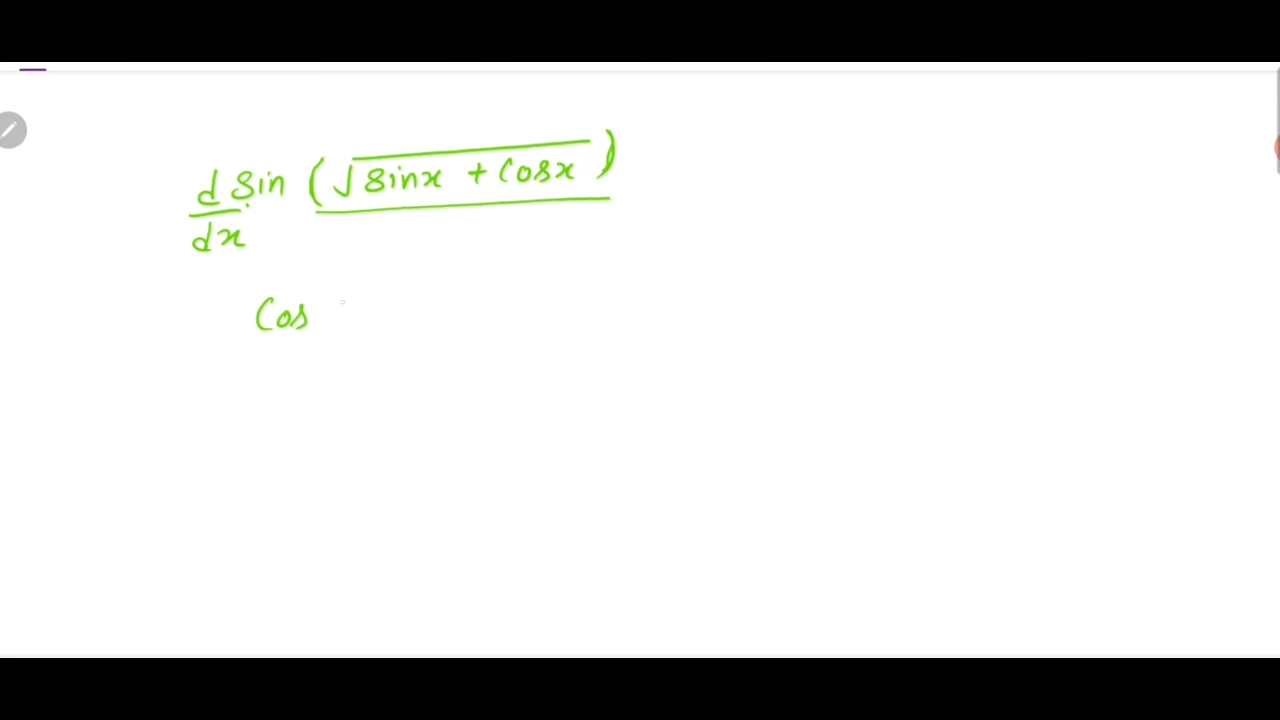 d/dx sin (√sinx + cosx)
Cos